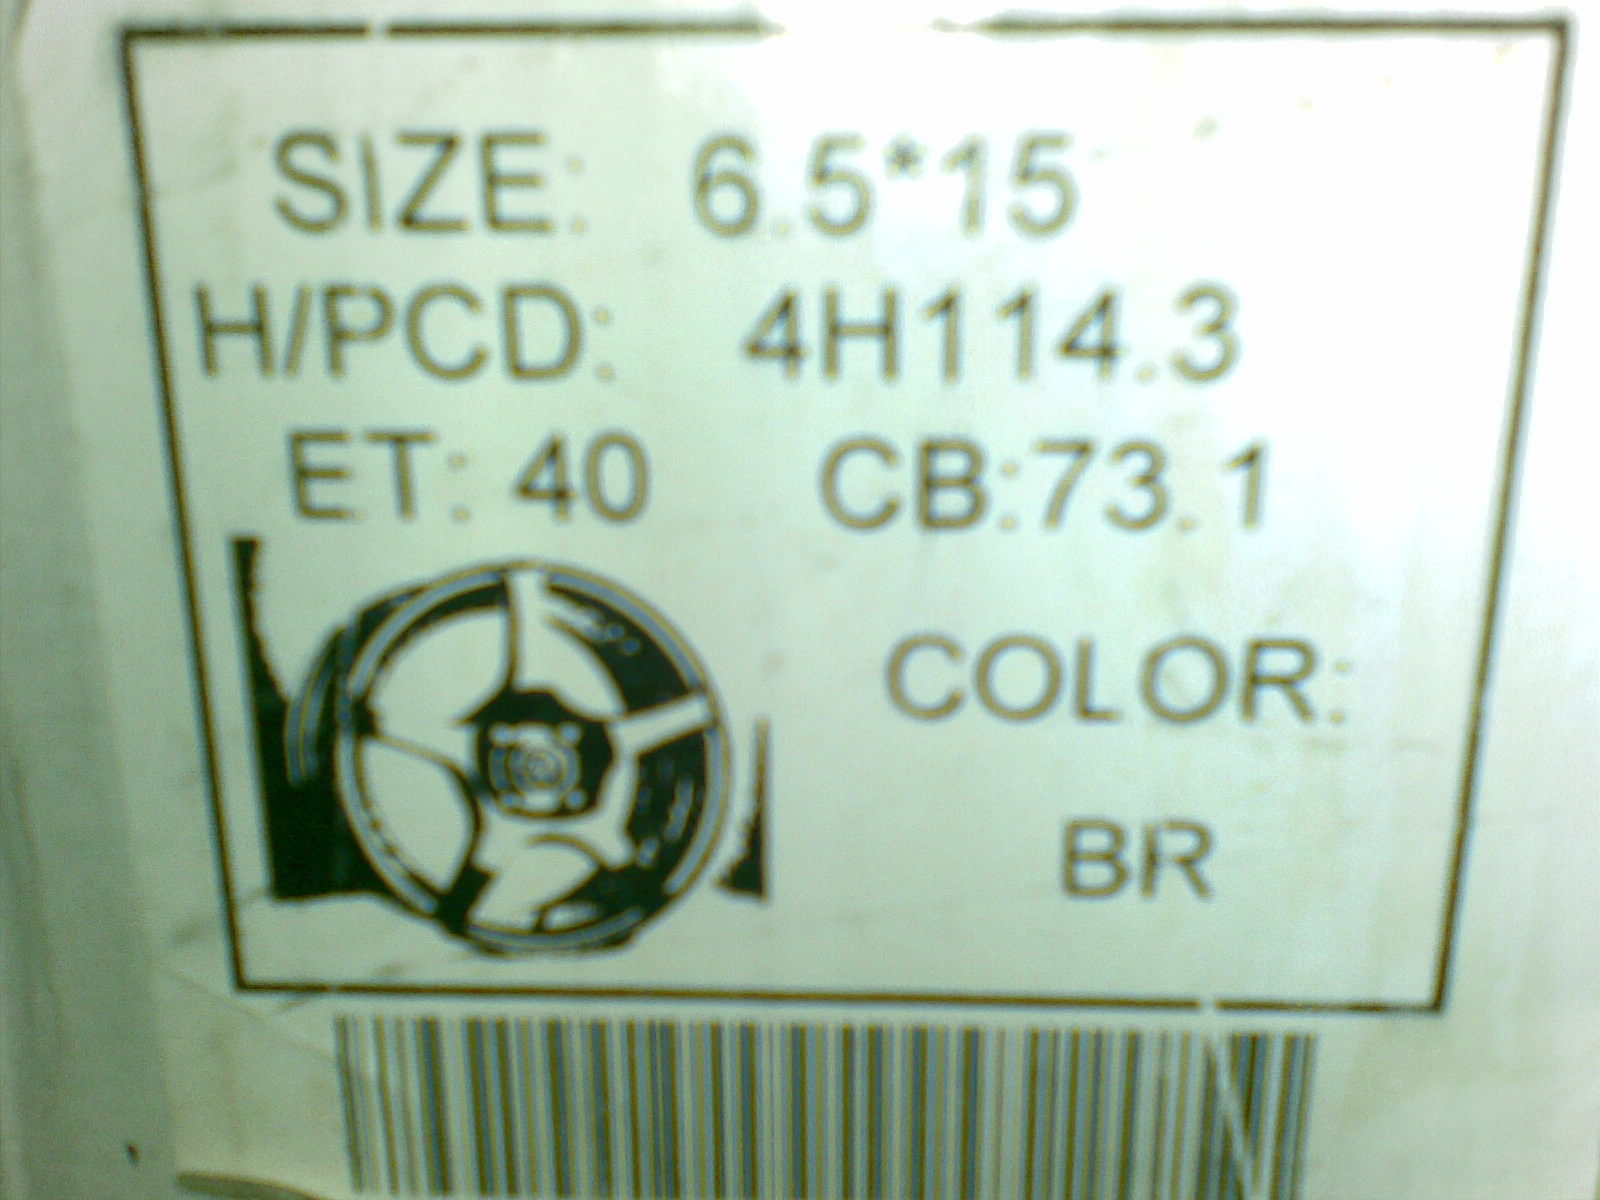 SIZE: 6.5*15
H/PCD: 4H114.3
ET: 40 CB:73.1
COLOR:
BR